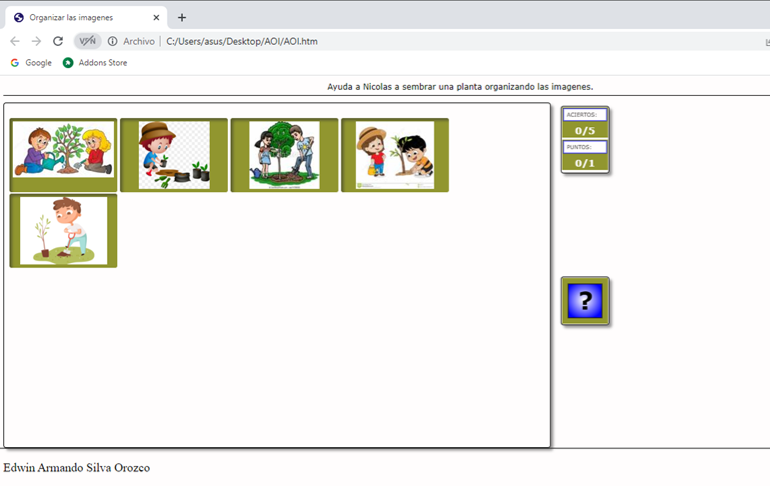 Organizar las imagenes
VPN Archivo C:/Users/asus/Desktop/AOI/AOI.htm
Google Addons Store
Ayuda a Nicolas a sembrar una planta organizando las imagenes.
ACIERTOS:
0/5
PUNTOS:
0/1
?
Edwin Armando Silva Orozco